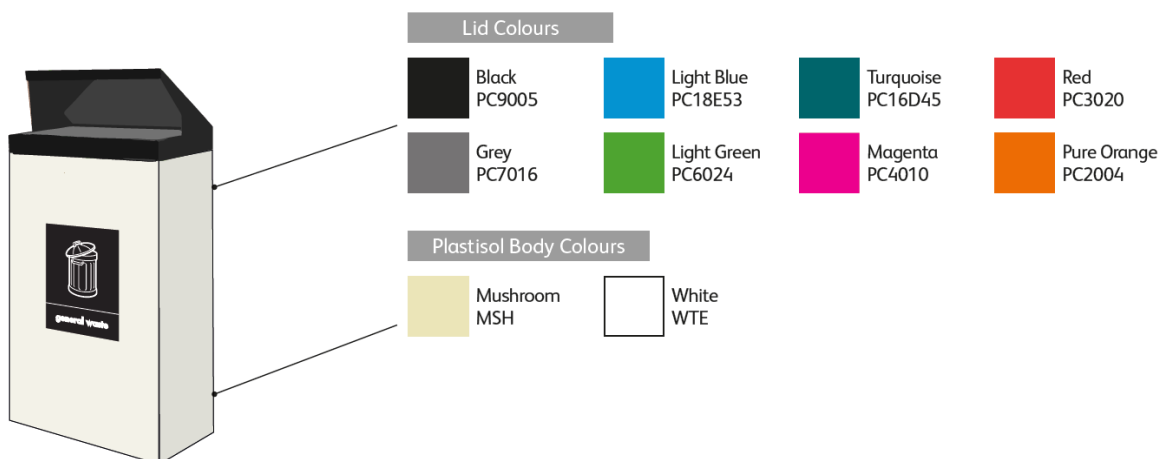 Lid Colours
Black
PC9005
Light Blue
PC18E53
Turquoise
PC16D45
Red
PC3020
Grey
PC7016
Light Green
PC6024
Magenta
PC4010
Pure Orange
PC2004
Plastisol Body Colours
Mushroom
MSH
White
WTE
general waste